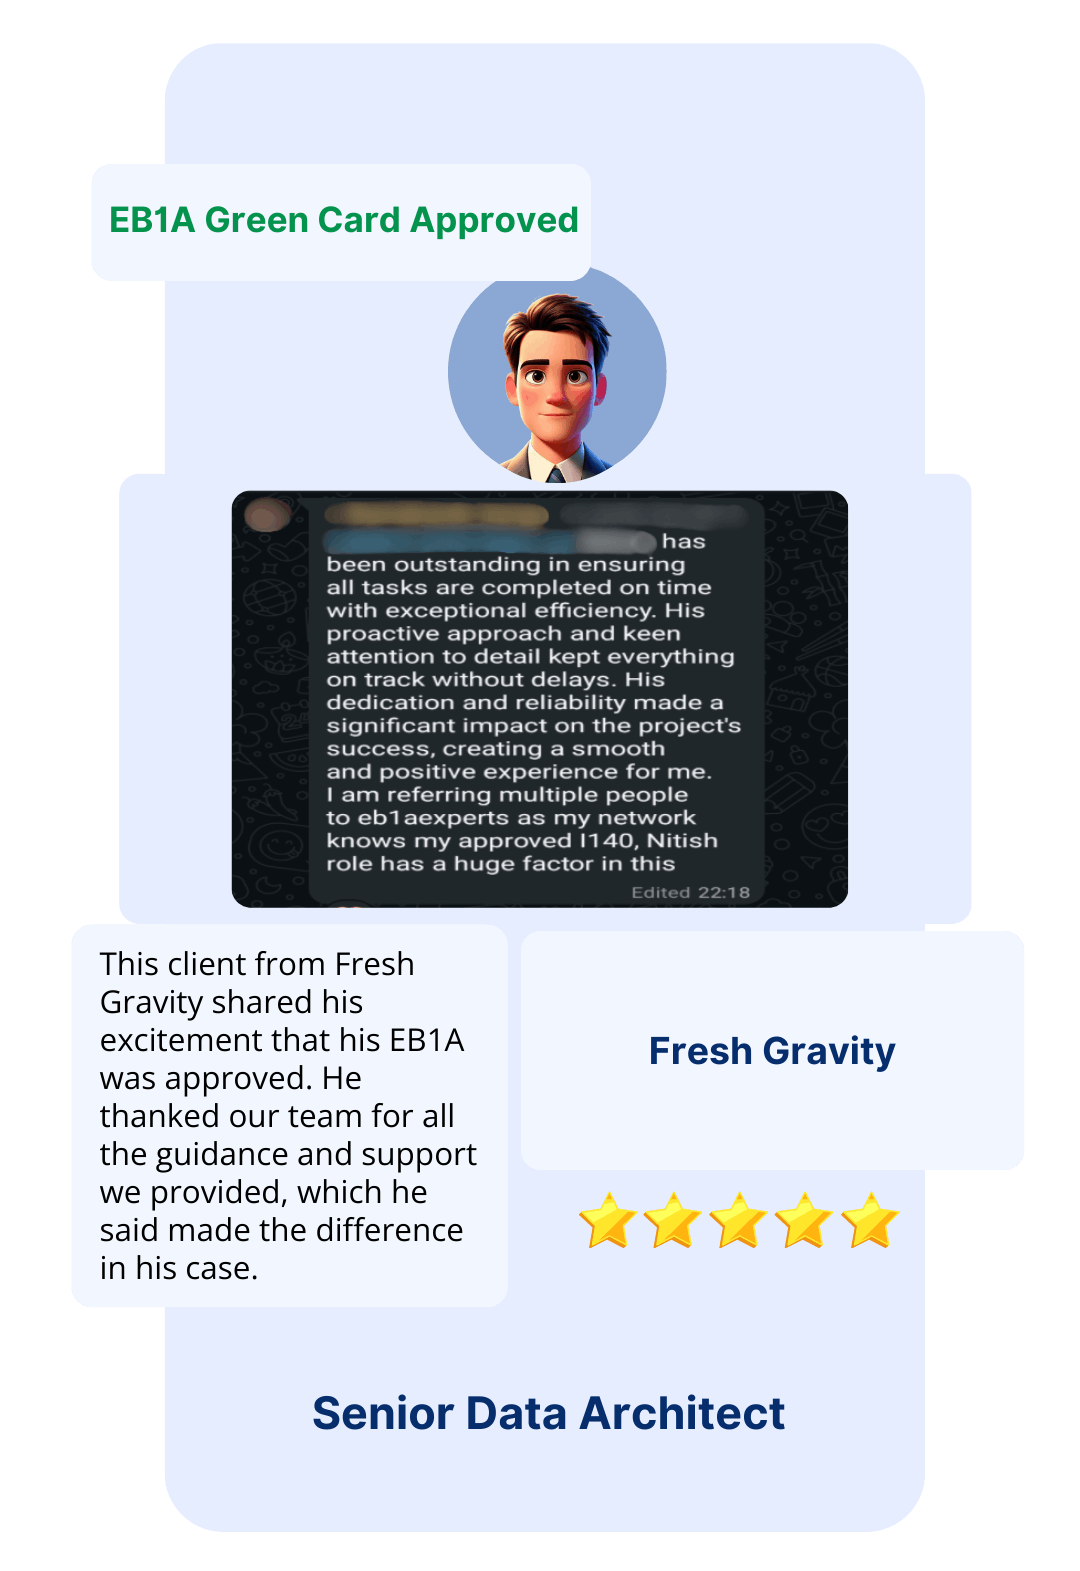 EB1A Green Card Approved
has
been outstanding in ensuring
all tasks are completed on time
with exceptional efficiency. His
proactive approach and keen
attention to detail kept everything
on track without delays. His
dedication and reliability made a
significant impact on the project's
success, creating a smooth
and positive experience for me.
I am referring multiple people
to eb1aexperts as my network
knows my approved I140, Nitish
role has a huge factor in this
Edited 22:18
This client from Fresh
Gravity shared his
excitement that his EB1A
was approved. He
thanked our team for all
the guidance and support
we provided, which he
said made the difference
in his case.
Fresh Gravity
Senior Data Architect